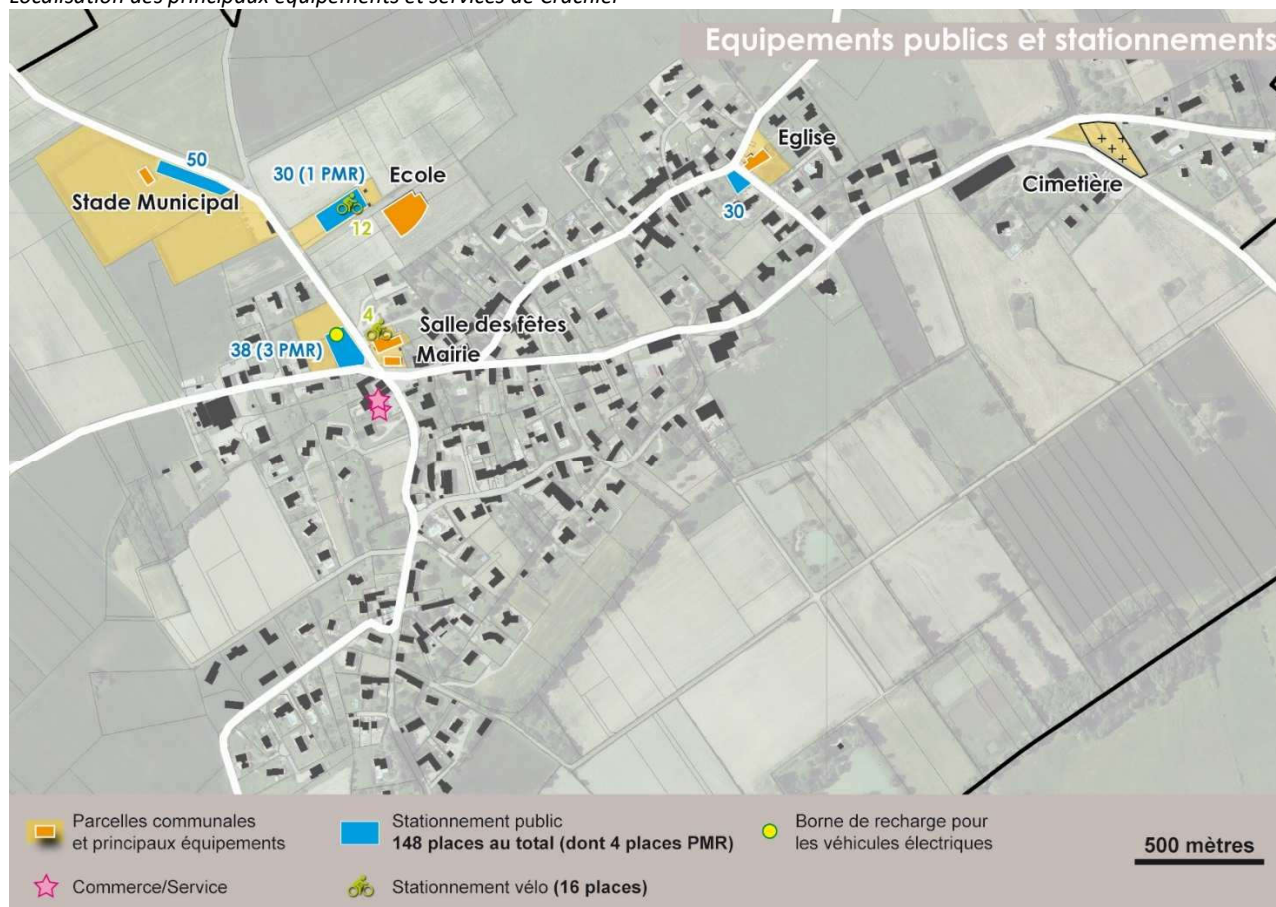 Localisation des principaux équipements et services de Crachier
Equipements publics et stationnements
50
30 (1 PMR)
Ecole
Eglise
Stade Municipal
12
30
Cimetière
4
Salle des fêtes
38 (3 PMR)
Mairie
Parcelles communales
et principaux équipements
Stationnement public
148 places au total (dont 4 places PMR)
Borne de recharge pour
les véhicules électriques
500 mètres
Commerce/Service
Stationnement vélo (16 places)